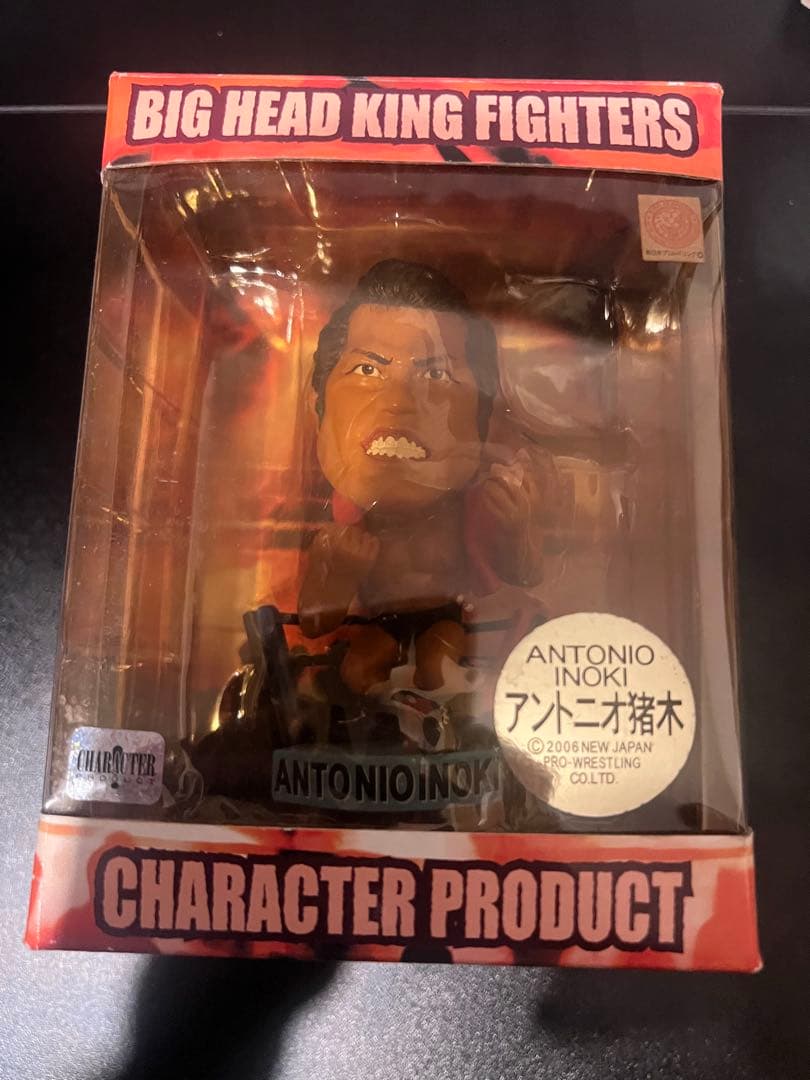 BIG HEAD KING FIGHTERS
ANTONIO
INOKI
アントニオ猪木
© 2006 NEW JAPAN
PRO-WRESTLING
CO.LTD.
CHARACTER
PRODUCT
ANTONIO INOKI
CHARACTER PRODUCT